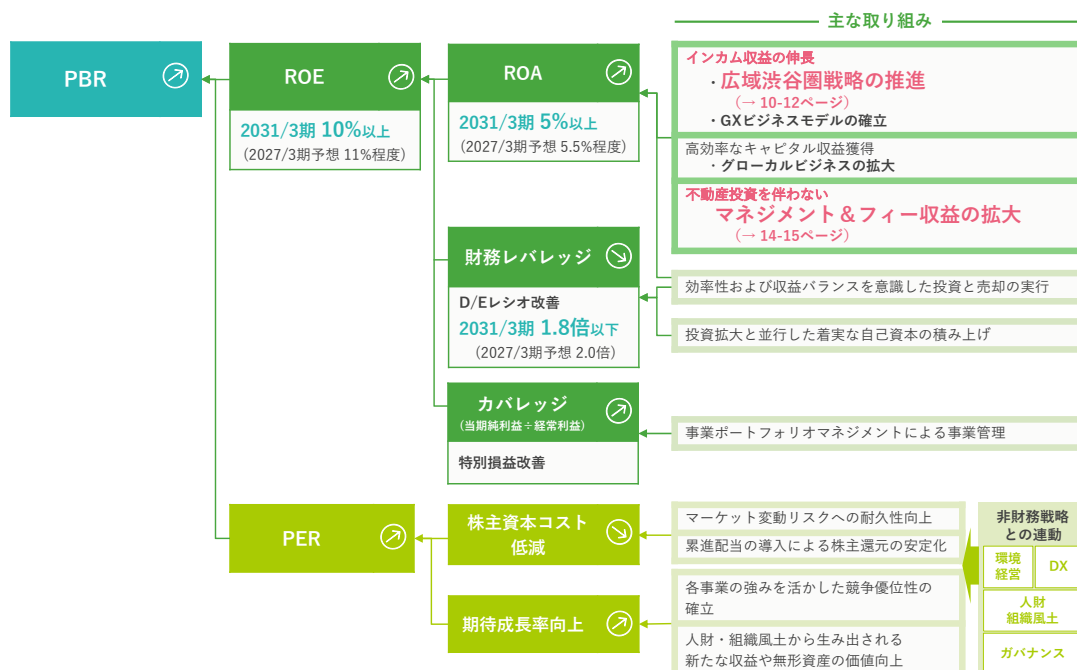 主な取り組み
PBR
ROE
2031/3期 10%以上
(2027/3期予想 11%程度)
ROA
2031/3期 5%以上
(2027/3期予想 5.5%程度)
インカム収益の伸長
・広域渋谷圏戦略の推進
(→ 10-12ページ)
・GXビジネスモデルの確立
高効率なキャピタル収益獲得
・グローカルビジネスの拡大
不動産投資を伴わない
マネジメント＆フィー収益の拡大
(→ 14-15ページ)
財務レバレッジ
D/Eレシオ改善
2031/3期 1.8倍以下
(2027/3期予想 2.0倍)
効率性および収益バランスを意識した投資と売却の実行
投資拡大と並行した着実な自己資本の積み上げ
カバレッジ
(当期純利益÷経常利益)
特別損益改善
事業ポートフォリオマネジメントによる事業管理
PER
株主資本コスト
低減
マーケット変動リスクへの耐久性向上
累進配当の導入による株主還元の安定化
期待成長率向上
各事業の強みを活かした競争優位性の
確立
人財・組織風土から生み出される
新たな収益や無形資産の価値向上
非財務戦略
との連動
環境
経営
DX
人財
組織風土
ガバナンス